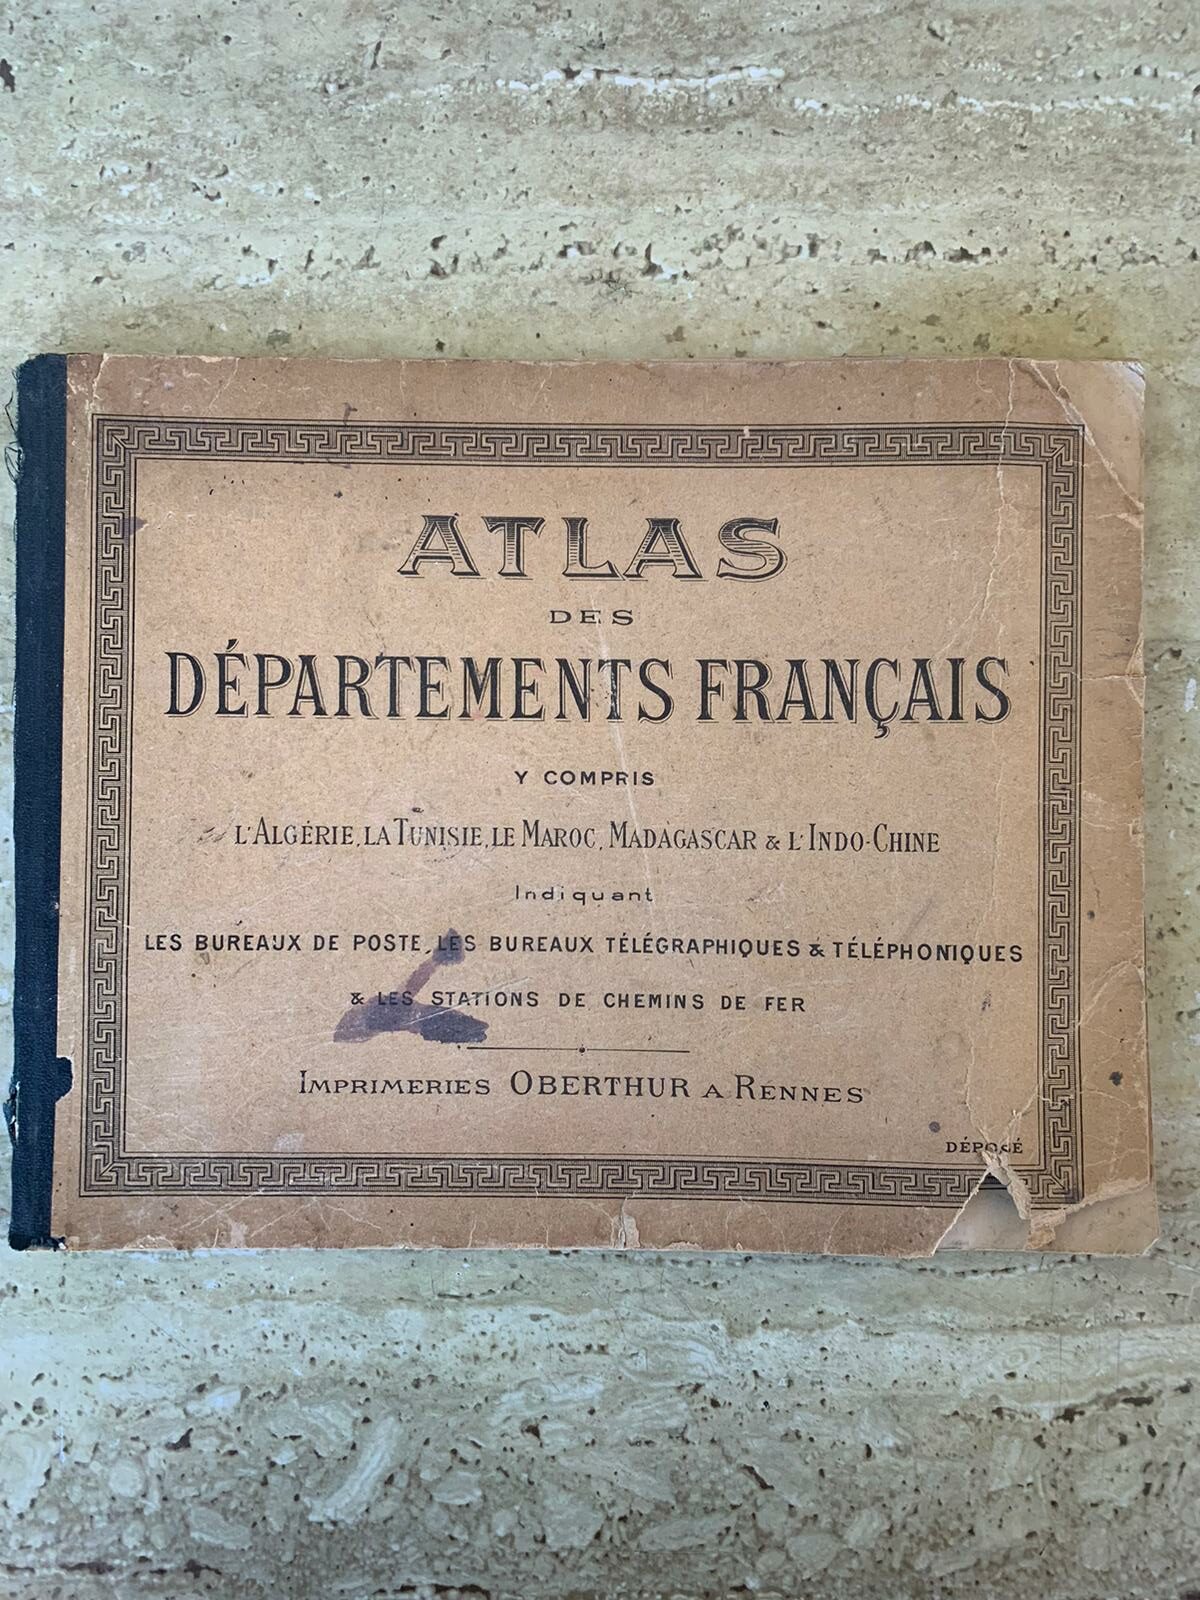 ATLAS
DES
DÉPARTEMENTS FRANÇAIS
Y COMPRIS
L'ALGÉRIE, LA TUNISIE, LE MAROC, MADAGASCAR & L'INDO-CHINE
Indiquant
LES BUREAUX DE POSTE, LES BUREAUX TÉLÉGRAPHIQUES & TÉLÉPHONIQUES
& LES STATIONS DE CHEMINS DE FER
IMPRIMERIES OBERTHUR A RENNES
DÉPOSÉ